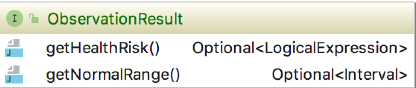 I ObservationResult
getHealthRisk() Optional<LogicalExpression>
getNormalRange() Optional<Interval>